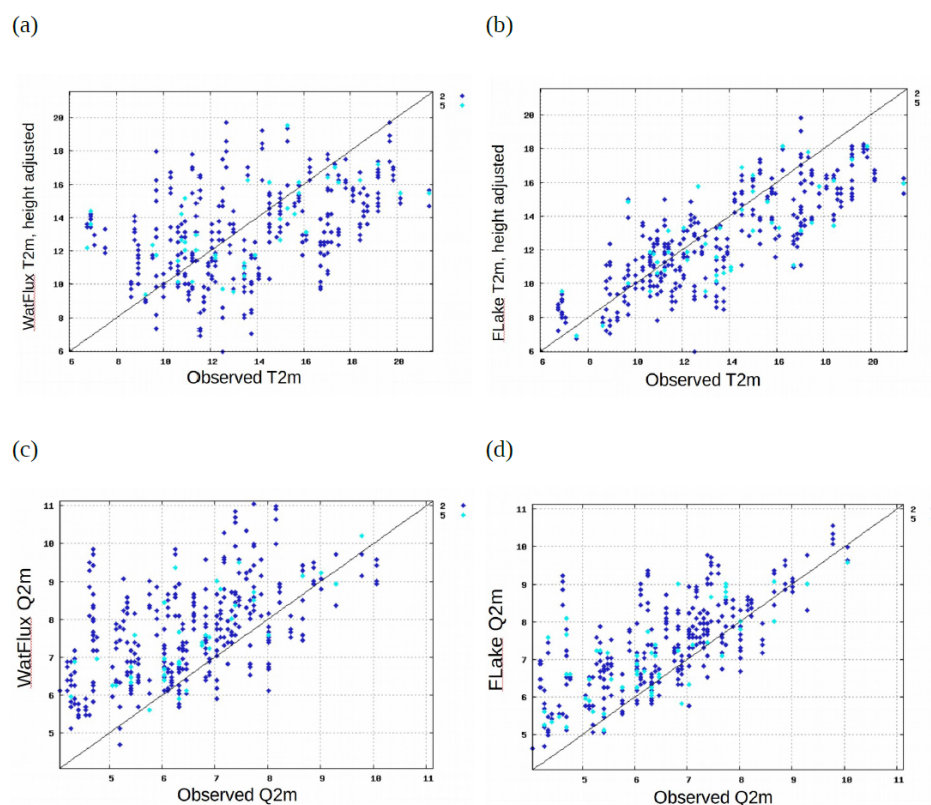 (a) (b)
2
5
20
18
16
14
12
10
8
6
6 8 10 12 14 16 18 20
WatFlux T2m, height adjusted
Observed T2m
2
5
20
18
16
14
12
10
8
6
6 8 10 12 14 16 18 20
FLake T2m, height adjusted
Observed T2m
(c) (d)
2
5
11
10
9
8
7
6
5
5 6 7 8 9 10 11
WatFlux Q2m
Observed Q2m
2
5
11
10
9
8
7
6
5
5 6 7 8 9 10 11
FLake Q2m
Observed Q2m